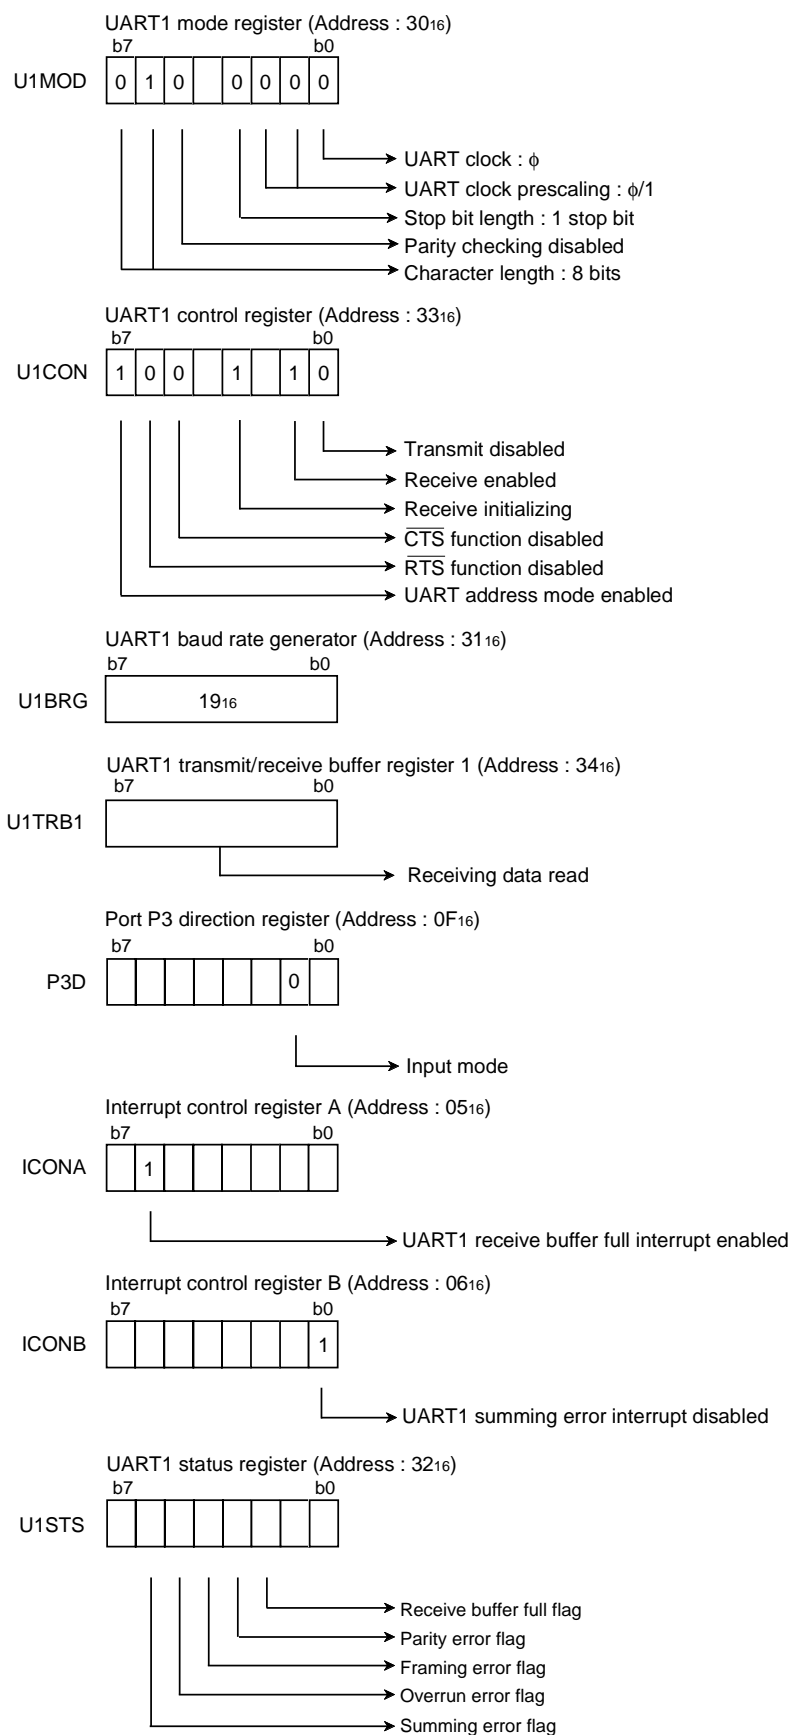 UART1 mode register (Address : 30₁₆)
b7 b0
U1MOD 0 1 0 0 0 0 0
UART clock : ϕ
UART clock prescaling : ϕ/1
Stop bit length : 1 stop bit
Parity checking disabled
Character length : 8 bits
UART1 control register (Address : 33₁₆)
b7 b0
U1CON 1 0 0 1 1 0
Transmit disabled
Receive enabled
Receive initializing
C̅T̅S̅ function disabled
R̅T̅S̅ function disabled
UART address mode enabled
UART1 baud rate generator (Address : 31₁₆)
b7 b0
U1BRG 19₁₆
UART1 transmit/receive buffer register 1 (Address : 34₁₆)
b7 b0
U1TRB1
Receiving data read
Port P3 direction register (Address : 0F₁₆)
b7 b0
P3D 0
Input mode
Interrupt control register A (Address : 05₁₆)
b7 b0
ICONA 1
UART1 receive buffer full interrupt enabled
Interrupt control register B (Address : 06₁₆)
b7 b0
ICONB 1
UART1 summing error interrupt disabled
UART1 status register (Address : 32₁₆)
b7 b0
U1STS
Receive buffer full flag
Parity error flag
Framing error flag
Overrun error flag
Summing error flag